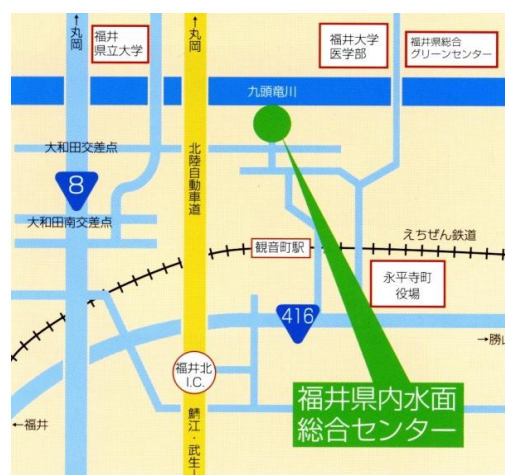 ↑丸岡
↑丸岡
福井
県立大学
福井大学
医学部
福井県総合
グリーンセンター
九頭竜川
大和田交差点
北陸自動車道
8
大和田南交差点
えちぜん鉄道
観音町駅
永平寺町
役場
416
→勝山
福井北
I.C.
福井県内水面
総合センター
←福井
鯖江・武生